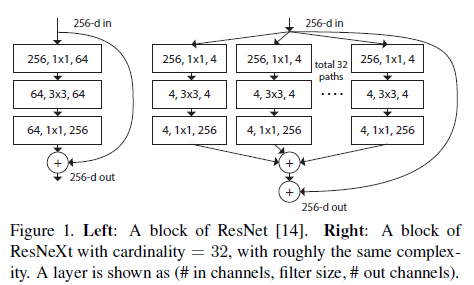 256-d in
256, 1x1, 64
64, 3x3, 64
64, 1x1, 256
+
256-d out
256-d in
256, 1x1, 4
256, 1x1, 4
total 32
paths
256, 1x1, 4
4, 3x3, 4
4, 3x3, 4
....
4, 3x3, 4
4, 1x1, 256
4, 1x1, 256
4, 1x1, 256
+
+
256-d out
Figure 1. Left: A block of ResNet [14]. Right: A block of
ResNeXt with cardinality = 32, with roughly the same complex-
ity. A layer is shown as (# in channels, filter size, # out channels).